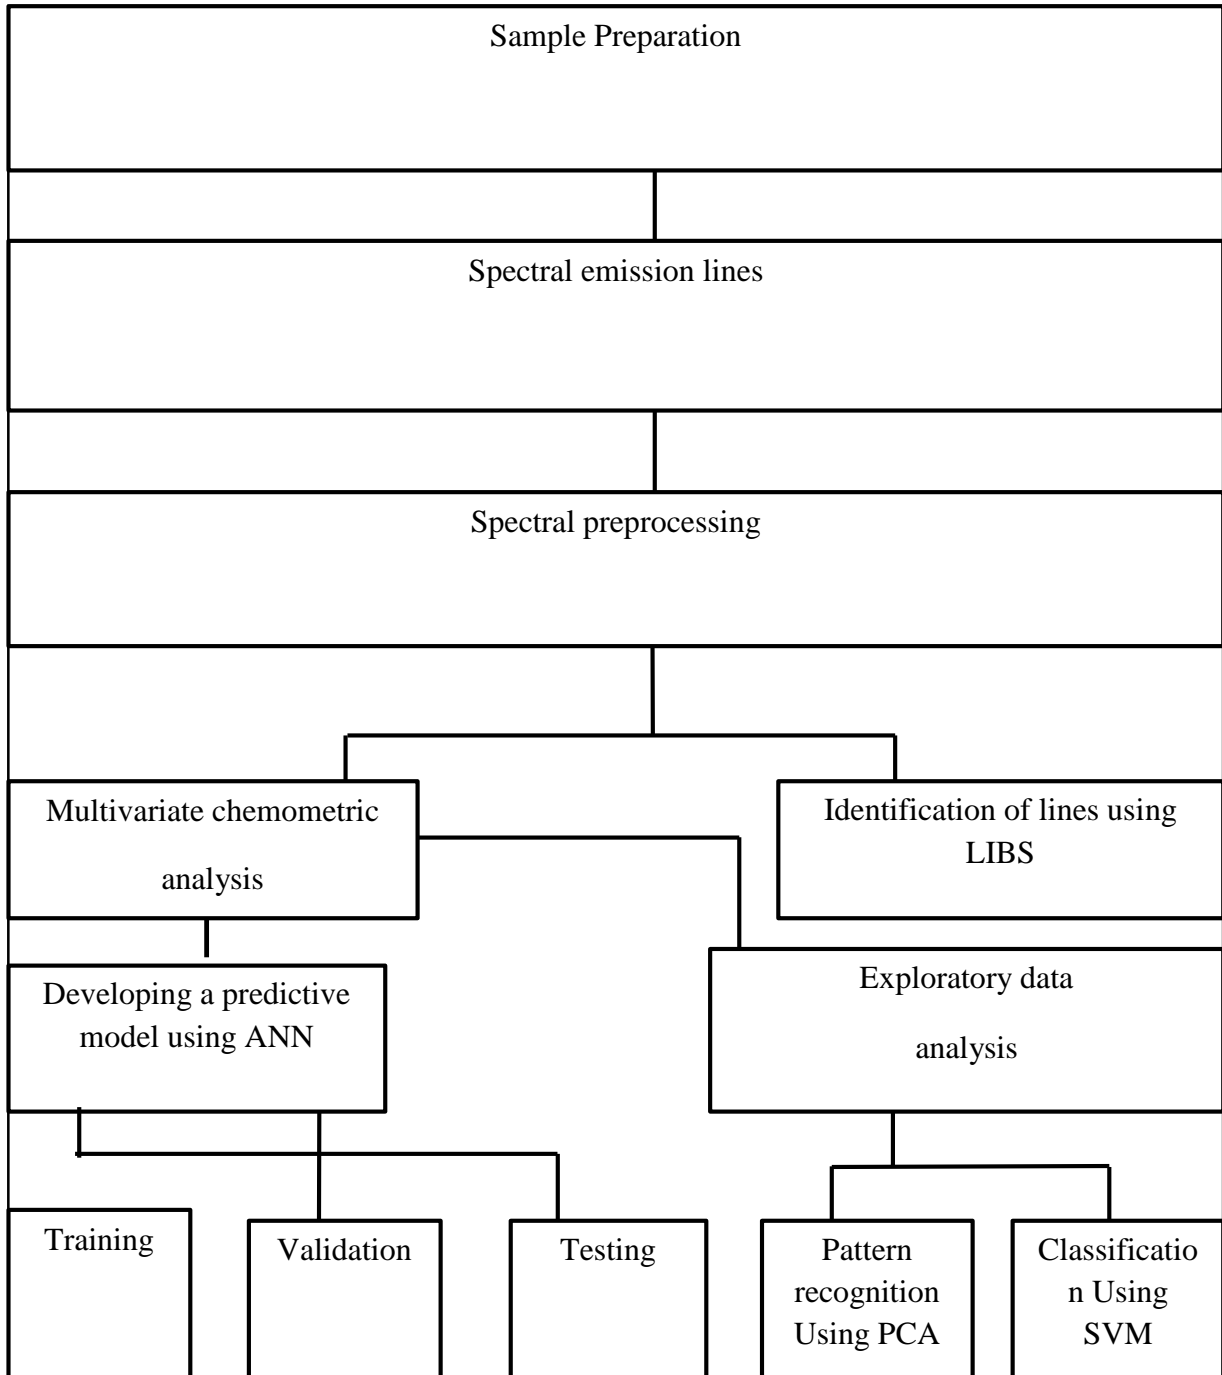 Sample Preparation
Spectral emission lines
Spectral preprocessing
Multivariate chemometric
analysis
Identification of lines using
LIBS
Developing a predictive
model using ANN
Exploratory data
analysis
Training
Validation
Testing
Pattern
recognition
Using PCA
Classificatio
n Using
SVM